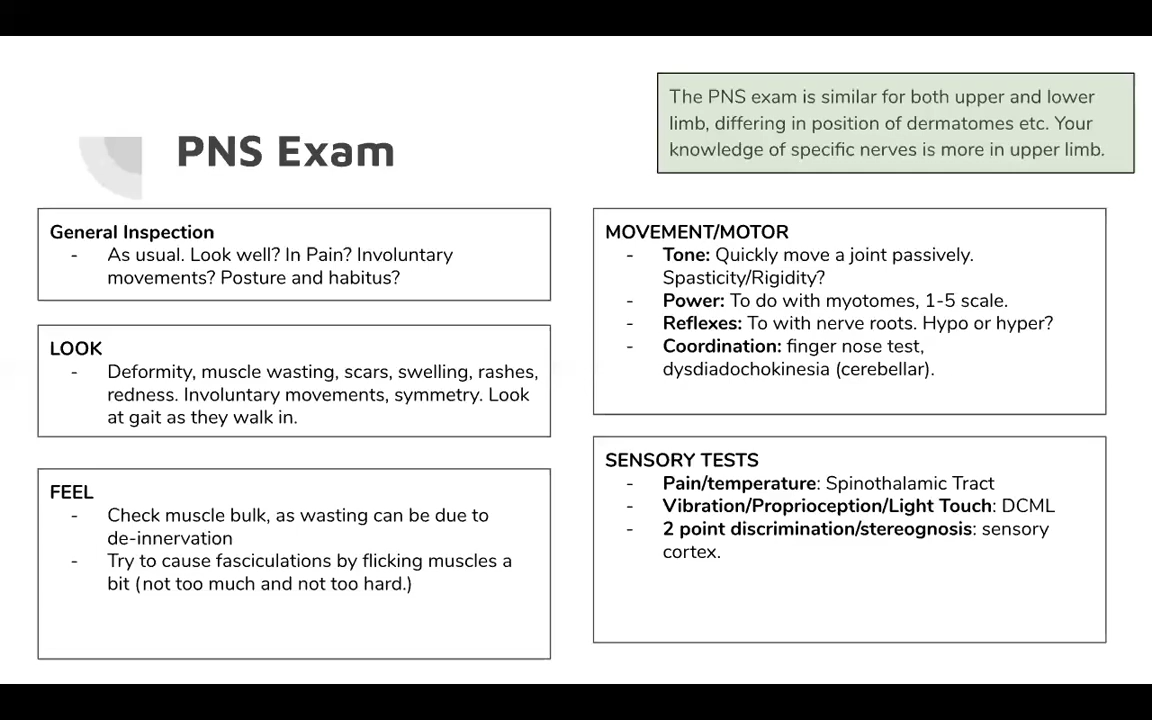 The PNS exam is similar for both upper and lower
limb, differing in position of dermatomes etc. Your
knowledge of specific nerves is more in upper limb.
PNS Exam
General Inspection
- As usual. Look well? In Pain? Involuntary
movements? Posture and habitus?
LOOK
- Deformity, muscle wasting, scars, swelling, rashes,
redness. Involuntary movements, symmetry. Look
at gait as they walk in.
FEEL
- Check muscle bulk, as wasting can be due to
de-innervation
- Try to cause fasciculations by flicking muscles a
bit (not too much and not too hard.)
MOVEMENT/MOTOR
- Tone: Quickly move a joint passively.
Spasticity/Rigidity?
- Power: To do with myotomes, 1-5 scale.
- Reflexes: To with nerve roots. Hypo or hyper?
- Coordination: finger nose test,
dysdiadochokinesia (cerebellar).
SENSORY TESTS
- Pain/temperature: Spinothalamic Tract
- Vibration/Proprioception/Light Touch: DCML
- 2 point discrimination/stereognosis: sensory
cortex.